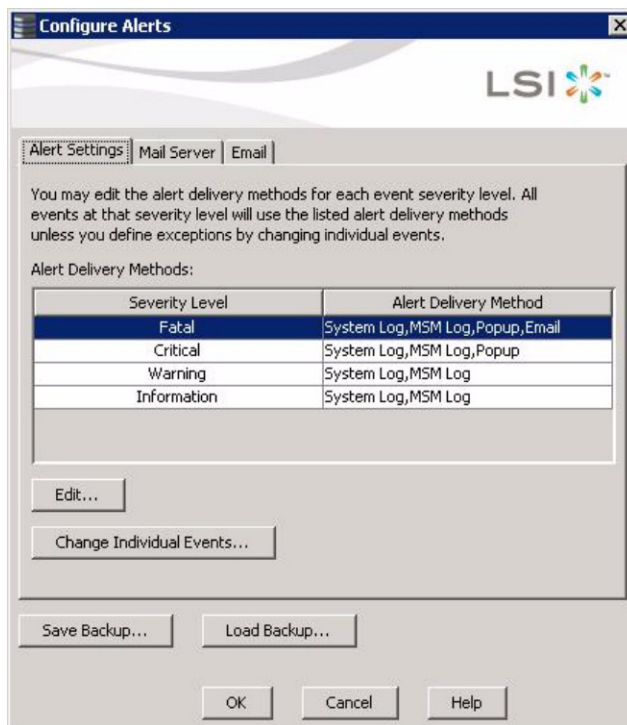 Configure Alerts
LSI
Alert Settings Mail Server Email
You may edit the alert delivery methods for each event severity level. All
events at that severity level will use the listed alert delivery methods
unless you define exceptions by changing individual events.
Alert Delivery Methods:
Severity Level Alert Delivery Method
Fatal System Log,MSM Log,Popup,Email
Critical System Log,MSM Log,Popup
Warning System Log,MSM Log
Information System Log,MSM Log
Edit...
Change Individual Events...
Save Backup... Load Backup...
OK Cancel Help